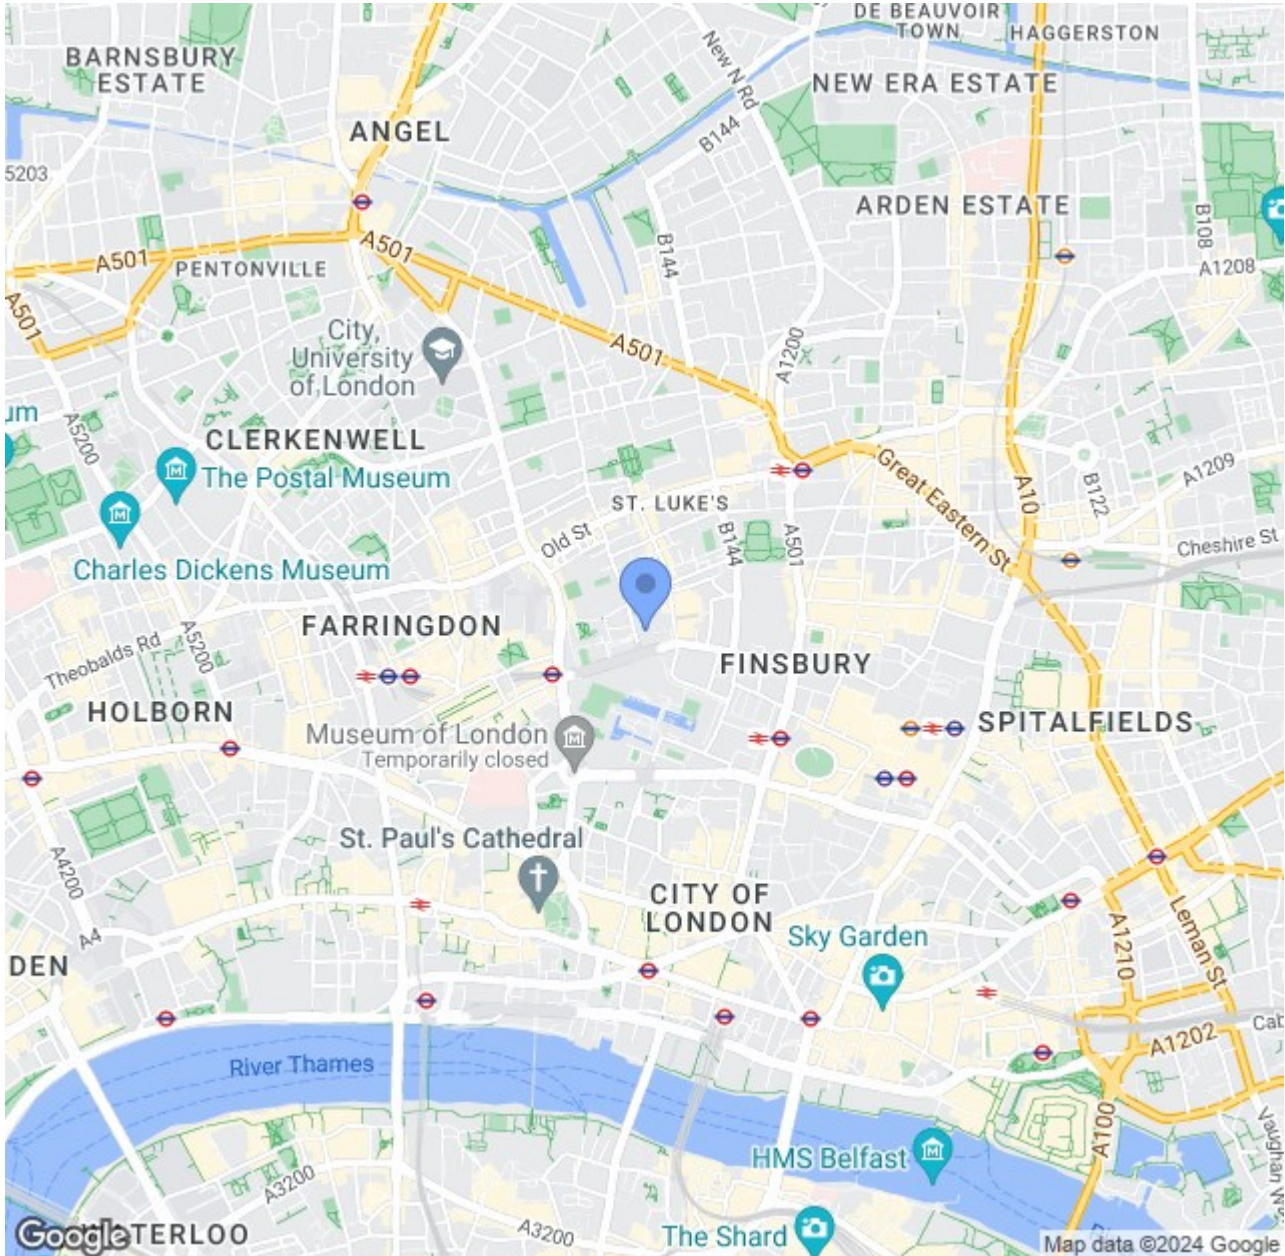 DE BEAUVOIR
TOWN
HAGGERSTON
BARNSBURY
ESTATE
NEW ERA ESTATE
New N Rd
ANGEL
B144
5203
ARDEN ESTATE
B108
B144
A501
A501
PENTONVILLE
A1208
A501
City,
University
of London
A501
A1200
um
A5200
CLERKENWELL
The Postal Museum
Great Eastern St
A10
B122
A1209
ST. LUKE'S
Old St
B144
A501
Cheshire St
Charles Dickens Museum
FARRINGDON
Theobalds Rd
A5200
FINSBURY
HOLBORN
SPITALFIELDS
Museum of London
Temporarily closed
St. Paul's Cathedral
A4200
CITY OF
LONDON
A4
Sky Garden
A1210
Leman St
DEN
River Thames
Cab
A1202
A100
Vaughan W
HMS Belfast
A3200
A3200
The Shard
Google
TERLOO
Map data ©2024 Google